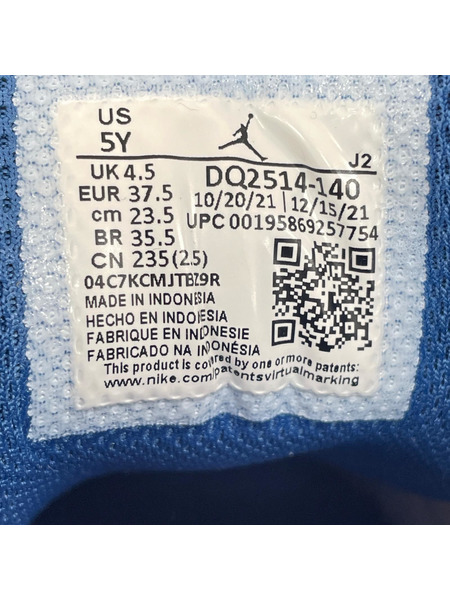 US
5Y
J2
UK 4.5
EUR 37.5
cm 23.5
BR 35.5
CN 235 (2.5)
DQ2514-140
10/20/21 | 12/15/21
UPC 00195869257754
04C7KCMJTBZ9R
MADE IN INDONESIA
HECHO EN INDONESIA
FABRIQUE EN INDONESIE
FABRICADO NA INDONESIA
This product is covered by one or more patents:
www.nike.com/patentsvirtualmarking